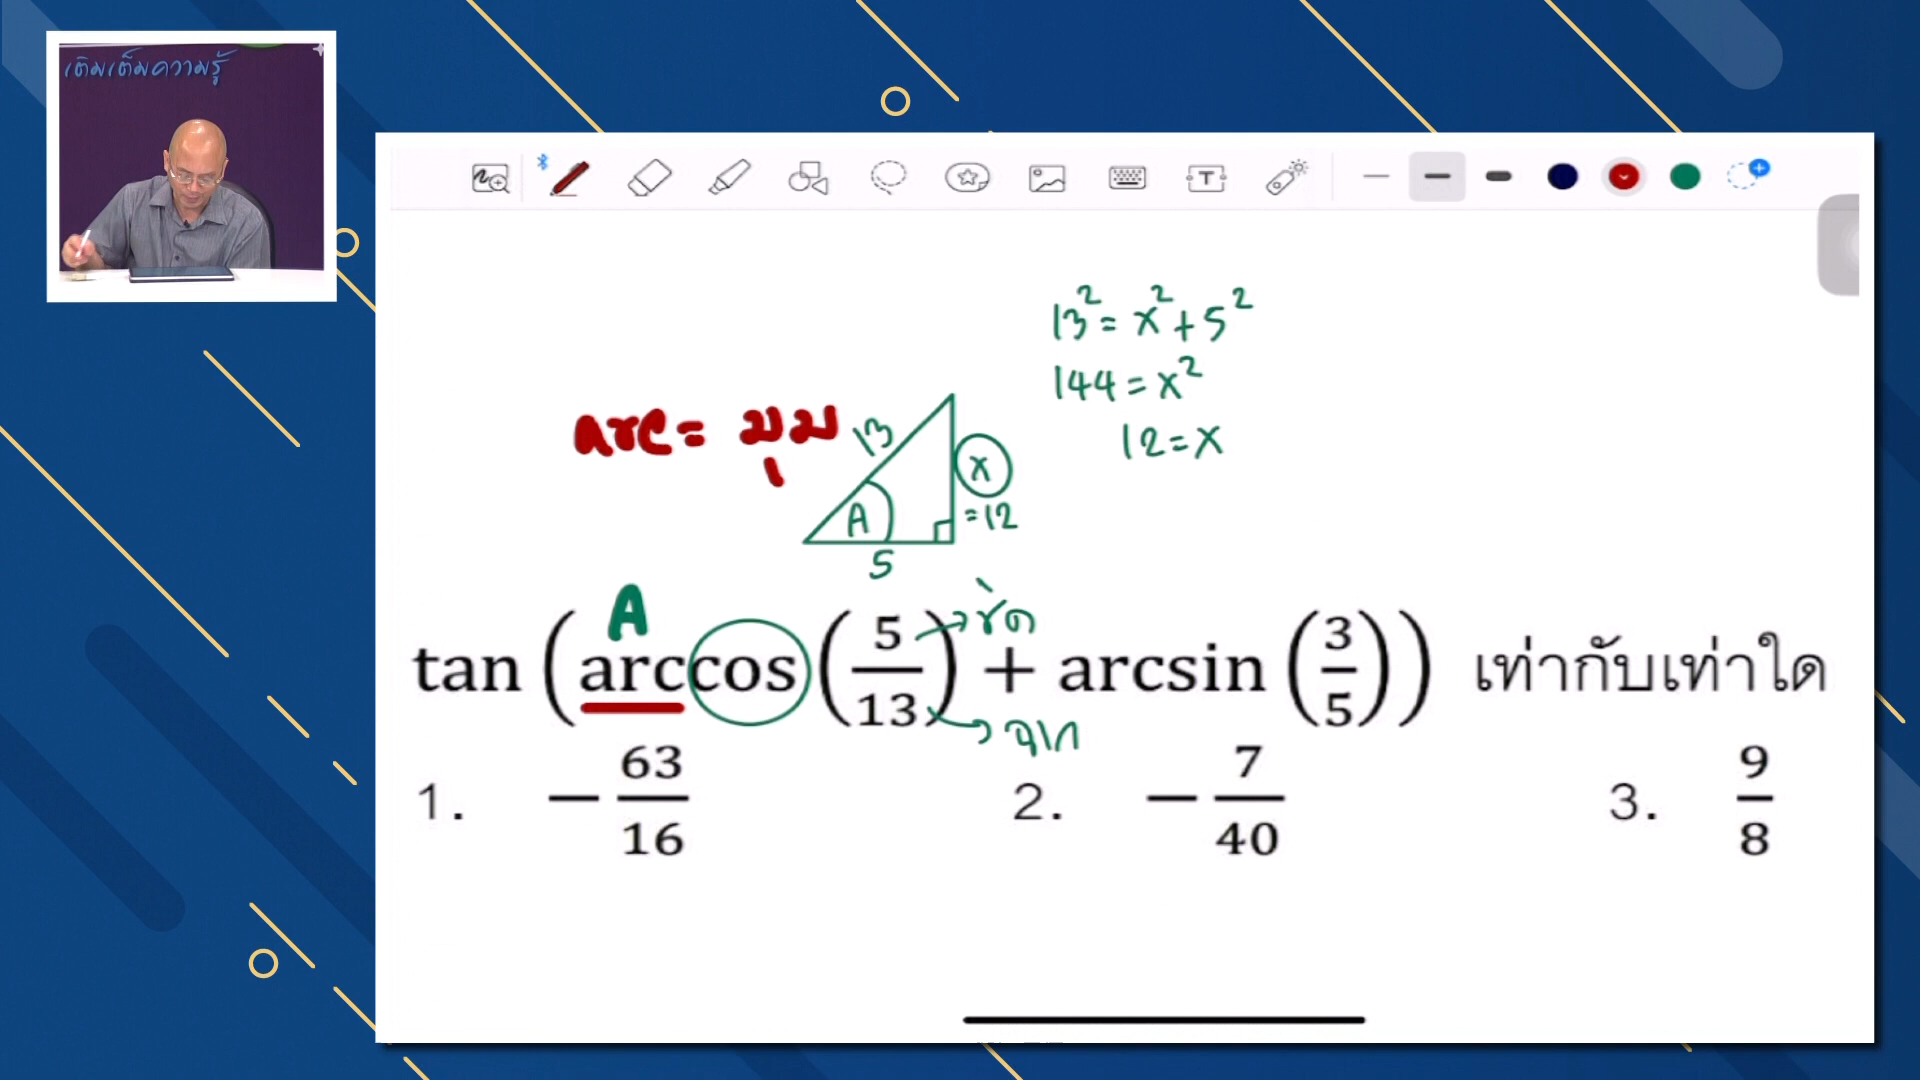 เติมเต็มความรู้
13² = x² + 5²
144 = x²
12 = x
arc = มุม
13
x
= 12
A
5
A
ชิด
tan (arccos (5/13) + arcsin (3/5)) เท่ากับเท่าใด
ฉาก
1. − 63/16
2. − 7/40
3. 9/8